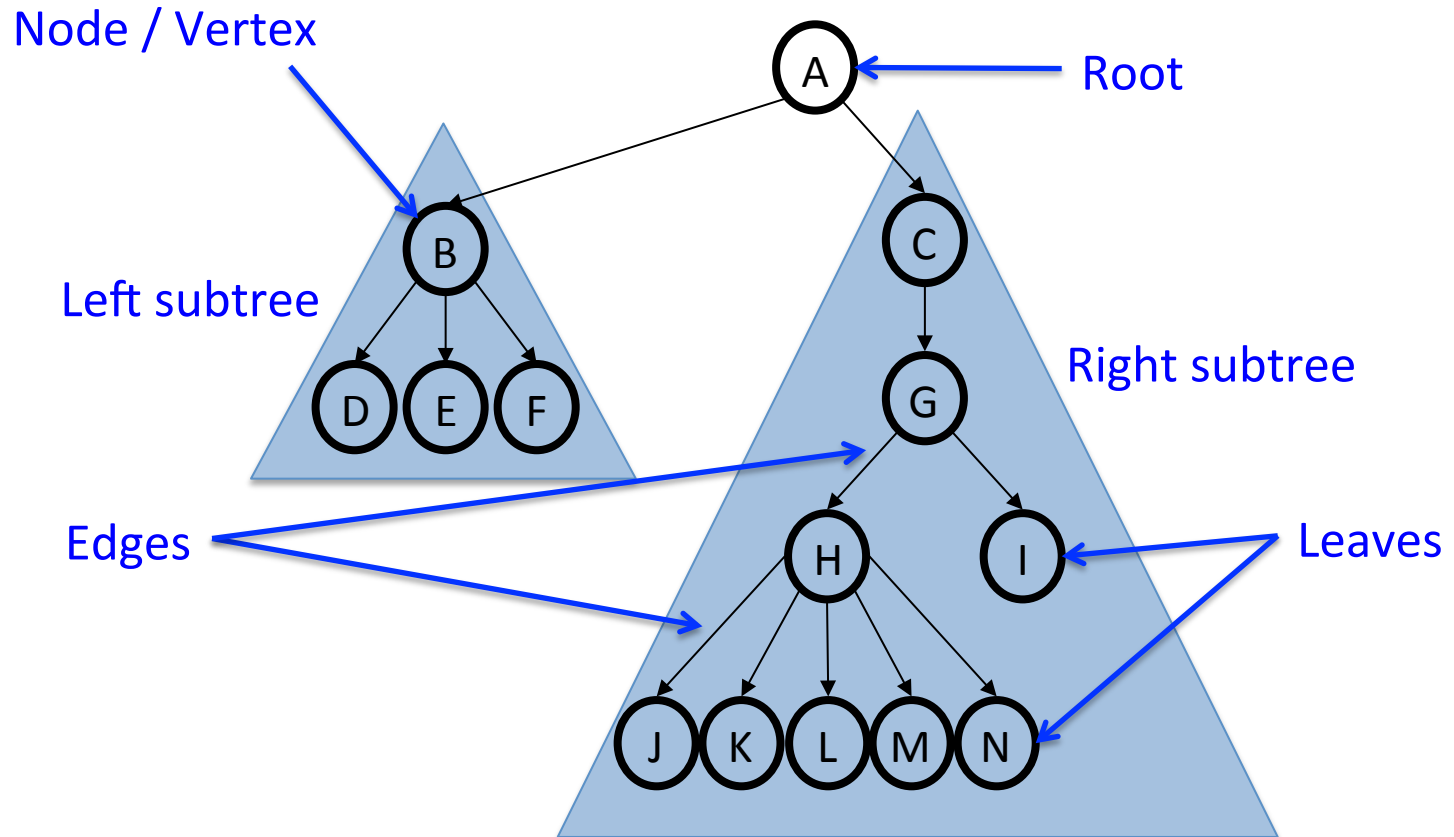 Node / Vertex
A
Root
B
C
Left subtree
Right subtree
D E F
G
Edges
H I
Leaves
J K L M N